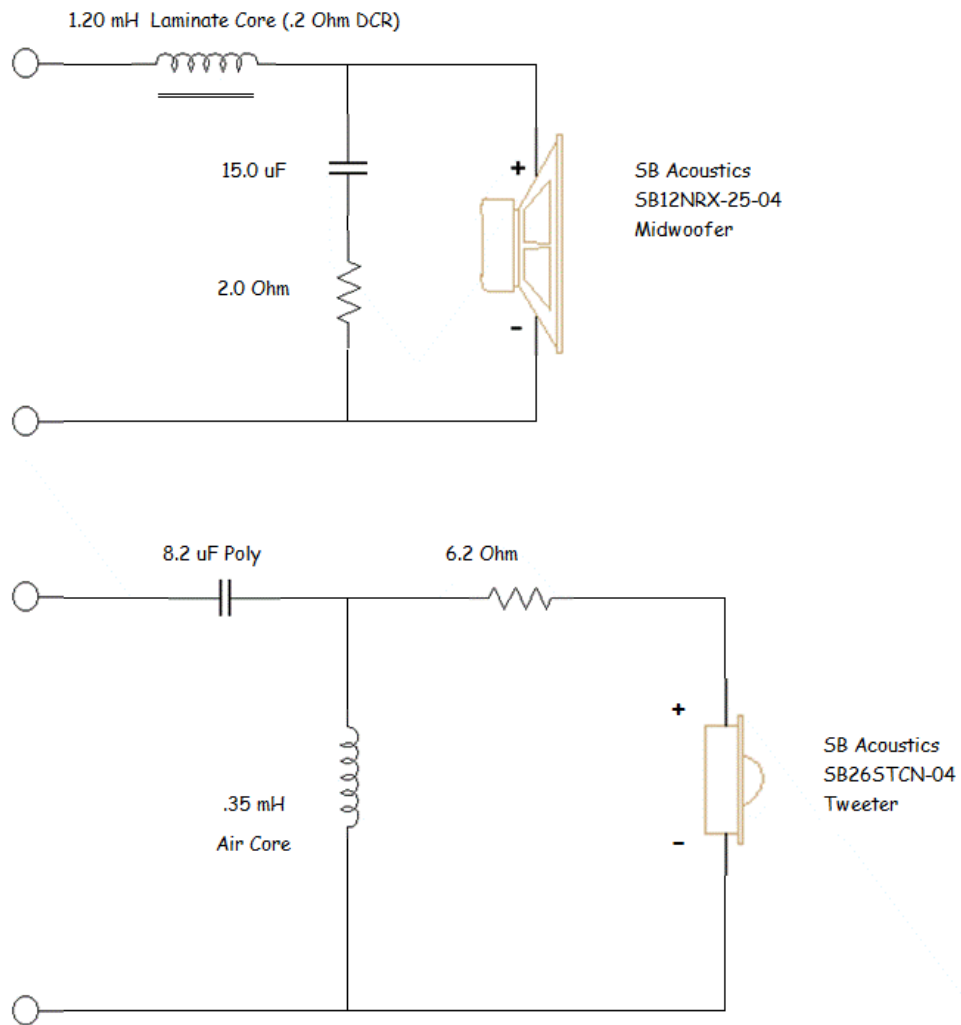 1.20 mH Laminate Core (.2 Ohm DCR)
15.0 uF
+
SB Acoustics
SB12NRX-25-04
Midwoofer
2.0 Ohm
-
8.2 uF Poly
6.2 Ohm
+
SB Acoustics
SB26STCN-04
Tweeter
.35 mH
Air Core
-